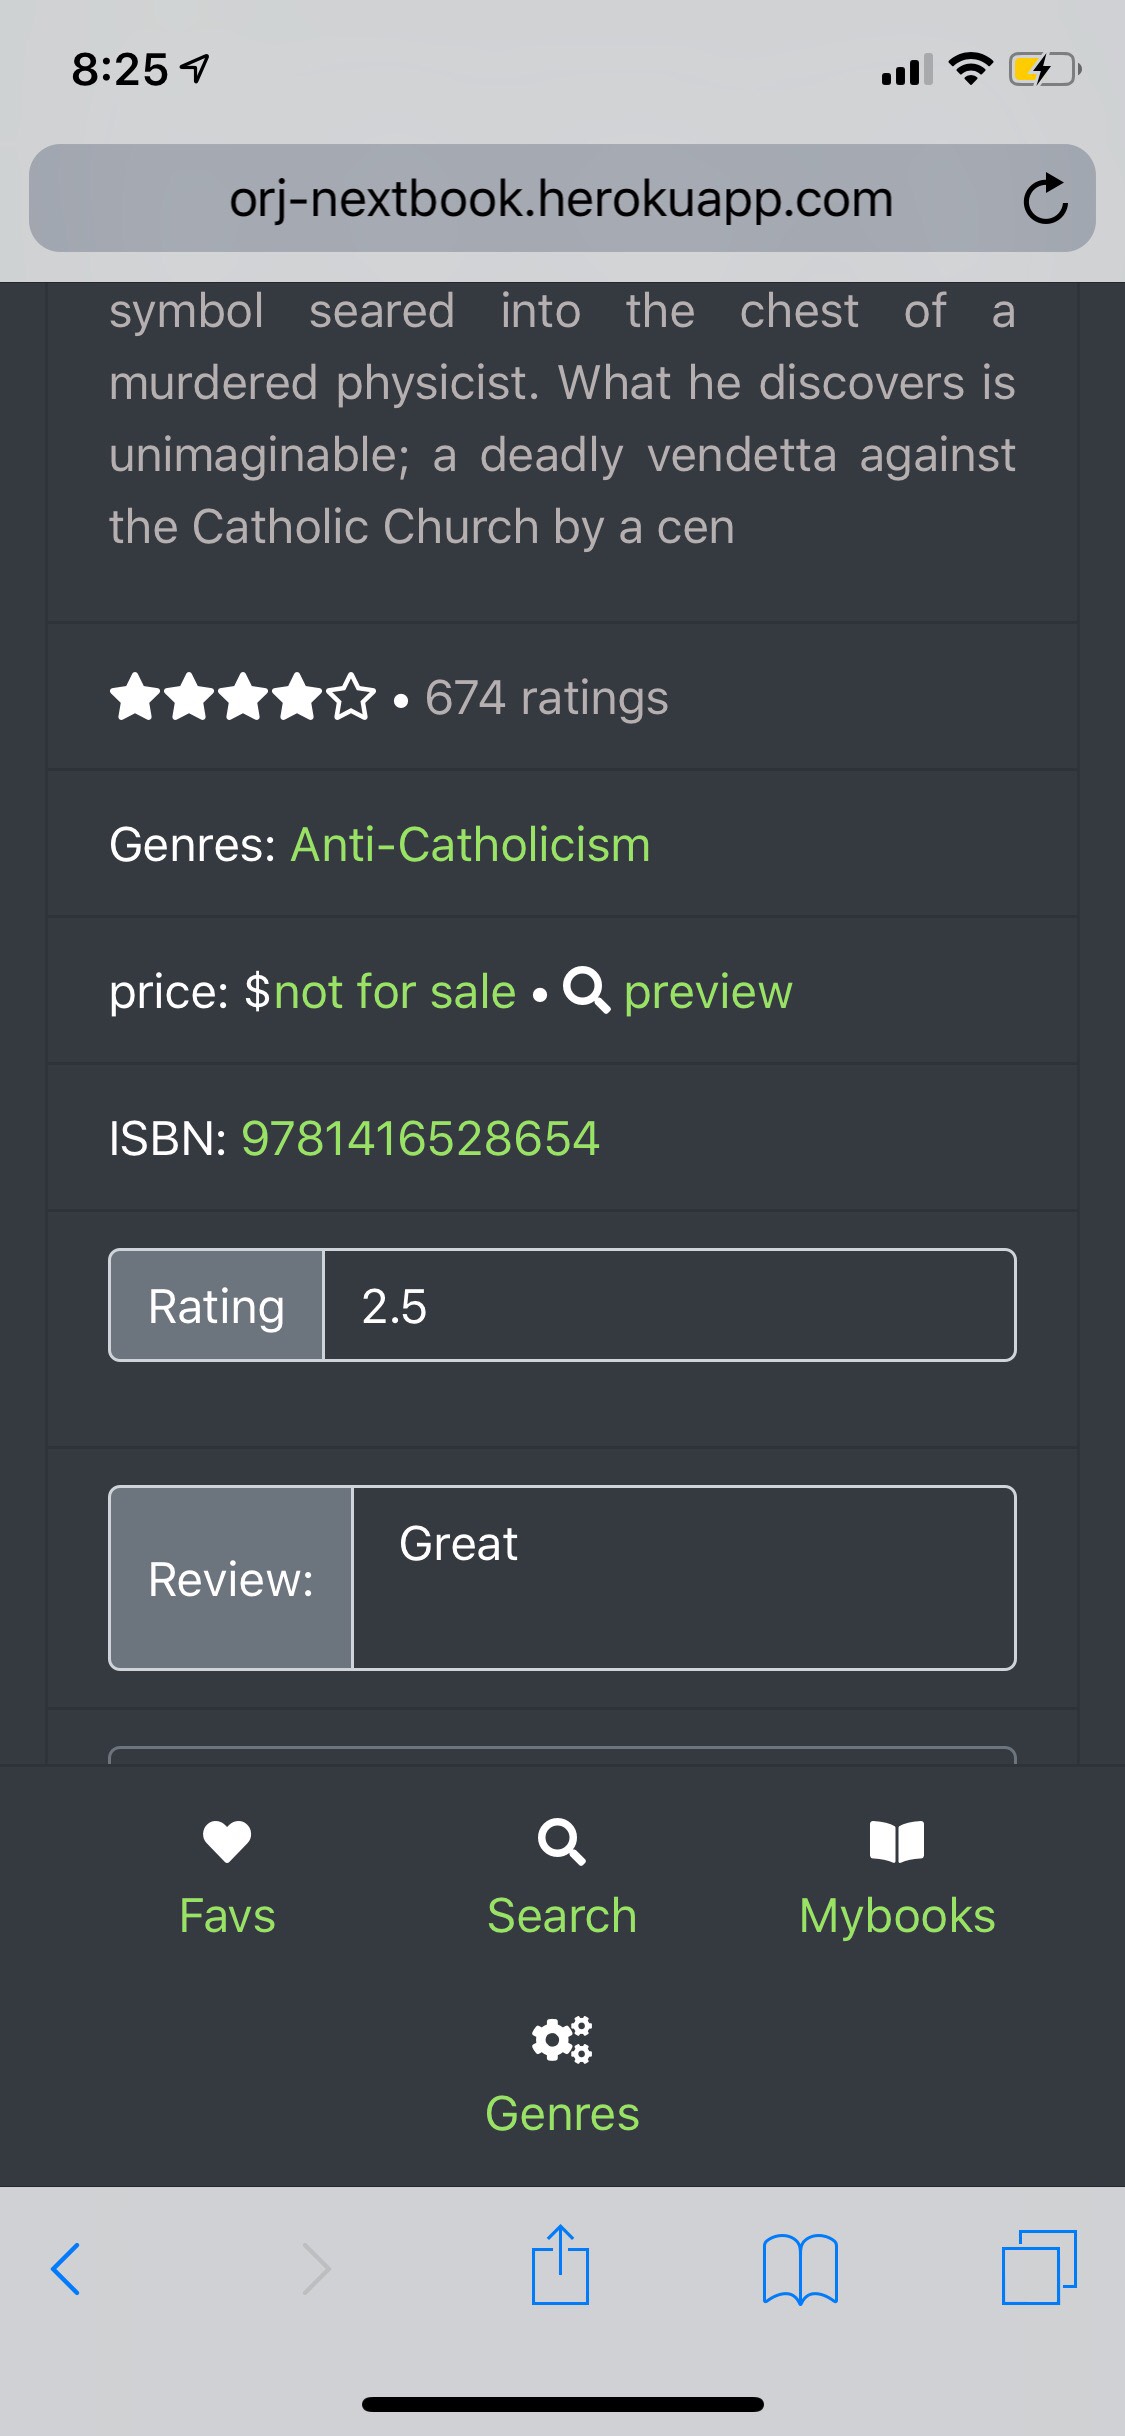 8:25
orj-nextbook.herokuapp.com
symbol seared into the chest of a
murdered physicist. What he discovers is
unimaginable; a deadly vendetta against
the Catholic Church by a cen
• 674 ratings
Genres: Anti-Catholicism
price: $not for sale • preview
ISBN: 9781416528654
Rating 2.5
Review: Great
Favs Search Mybooks
Genres